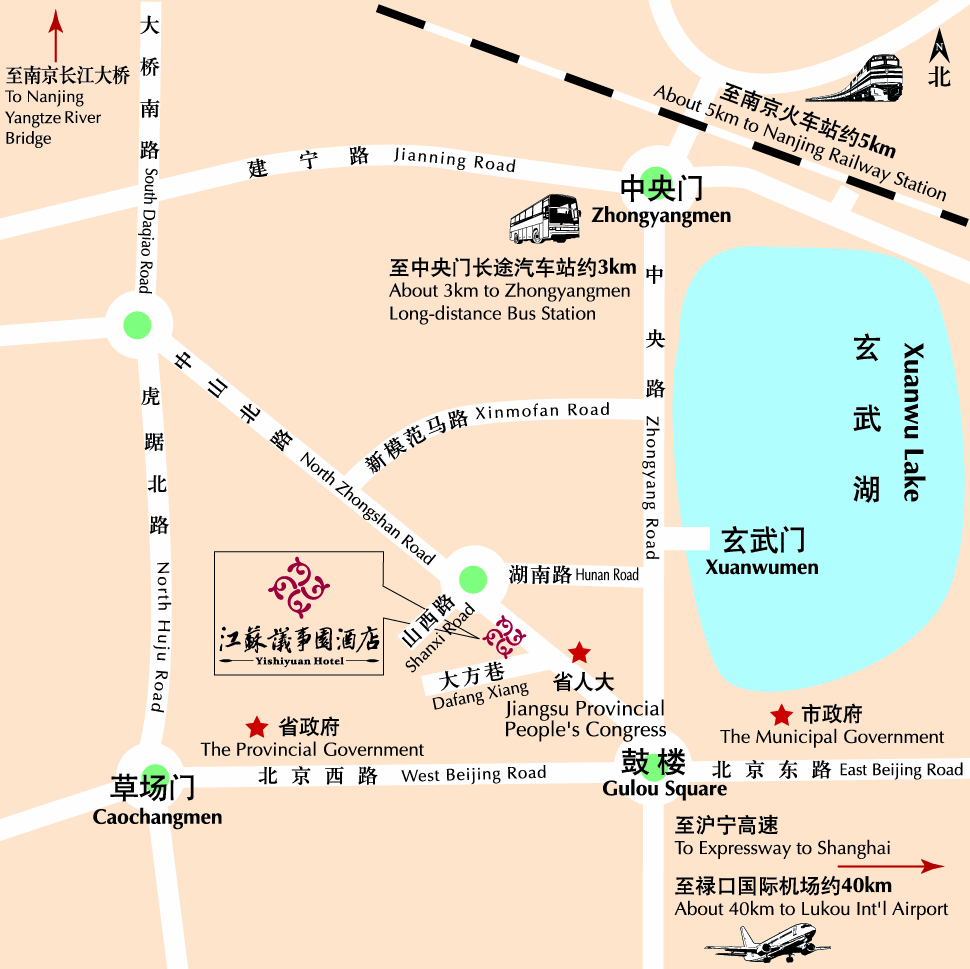 大桥南路
South Daqiao Road
至南京长江大桥
To Nanjing
Yangtze River
Bridge
N
北
至南京火车站约5km
About 5km to Nanjing Railway Station
建宁路 Jianning Road
中央门
Zhongyangmen
至中央门长途汽车站约3km
About 3km to Zhongyangmen
Long-distance Bus Station
中央路
Zhongyang Road
玄武湖
Xuanwu Lake
中山北路
North Zhongshan Road
虎踞北路
North Huju Road
新模范马路 Xinmofan Road
玄武门
Xuanwumen
湖南路 Hunan Road
江蘇議事園酒店
Yishiyuan Hotel
山西路
Shanxi Road
大方巷
Dafang Xiang
省人大
Jiangsu Provincial
People's Congress
省政府
The Provincial Government
市政府
The Municipal Government
草场门
Caochangmen
北京西路 West Beijing Road
鼓楼
Gulou Square
北京东路 East Beijing Road
至沪宁高速
To Expressway to Shanghai
至禄口国际机场约40km
About 40km to Lukou Int'l Airport